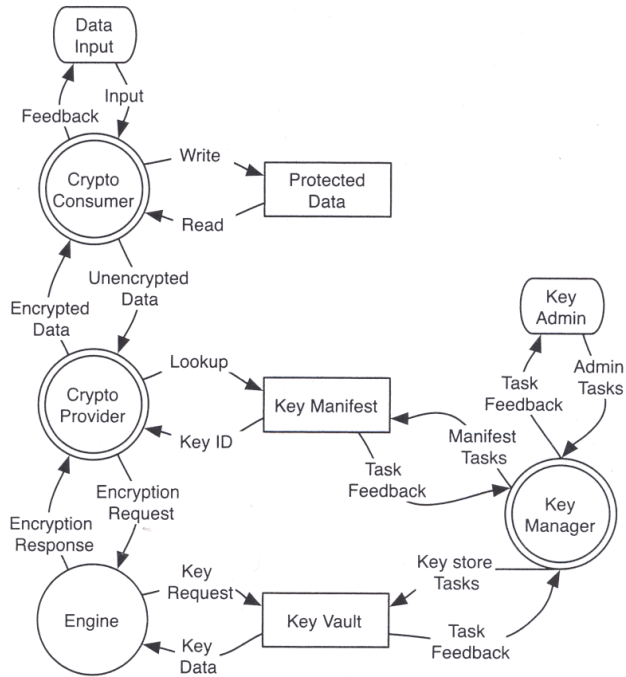 Data
Input
Input
Feedback
Write
Crypto
Consumer
Protected
Data
Read
Unencrypted
Data
Encrypted
Data
Key
Admin
Lookup
Task
Feedback
Admin
Tasks
Crypto
Provider
Key Manifest
Key ID
Manifest
Tasks
Task
Feedback
Encryption
Request
Key
Manager
Encryption
Response
Key
Request
Key store
Tasks
Engine
Key Vault
Key
Data
Task
Feedback